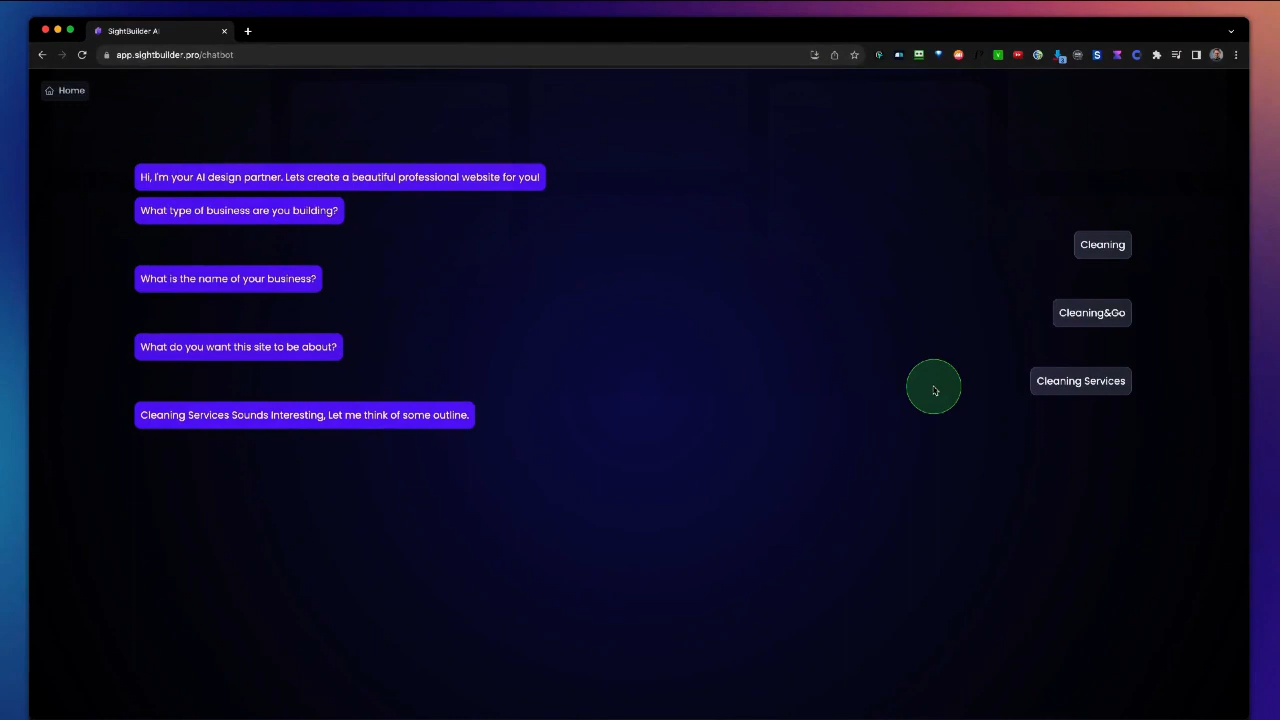 SightBuilder AI
app.sightbuilder.pro/chatbot
Home
Hi, I'm your AI design partner. Lets create a beautiful professional website for you!
What type of business are you building?
Cleaning
What is the name of your business?
Cleaning&Go
What do you want this site to be about?
Cleaning Services
Cleaning Services Sounds Interesting, Let me think of some outline.